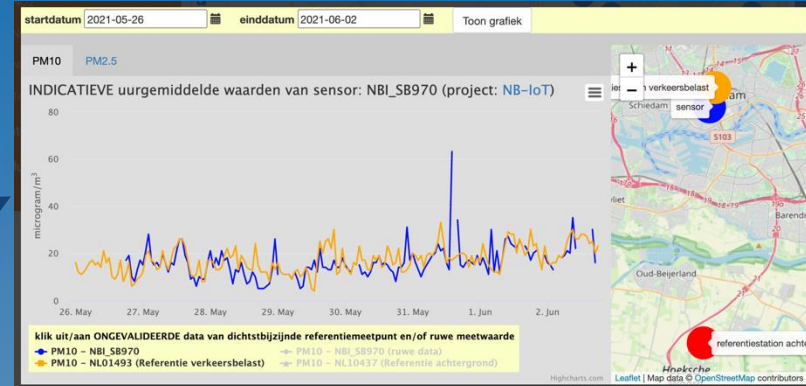 startdatum 2021-05-26 einddatum 2021-06-02 Toon grafiek
PM10 PM2.5
INDICATIEVE uurgemiddelde waarden van sensor: NBI_SB970 (project: NB-IoT)
80
60
40
20
0
microgram/m³
26. May 27. May 28. May 29. May 30. May 31. May 1. Jun 2. Jun
klik uit/aan ONGEVALIDEERDE data van dichtstbijzijnde referentiemeetpunt en/of ruwe meetwaarde
PM10 - NBI_SB970 PM10 - NBI_SB970 (ruwe data)
PM10 - NL01493 (Referentie verkeersbelast) PM10 - NL10437 (Referentie achtergrond)
Highcharts.com
+
−
verkeersbelast
Schiedam
sensor
S103
Barend
Oud-Beijerland
referentiestation achte
Hoeksche
Leaflet | Map data © OpenStreetMap contributors